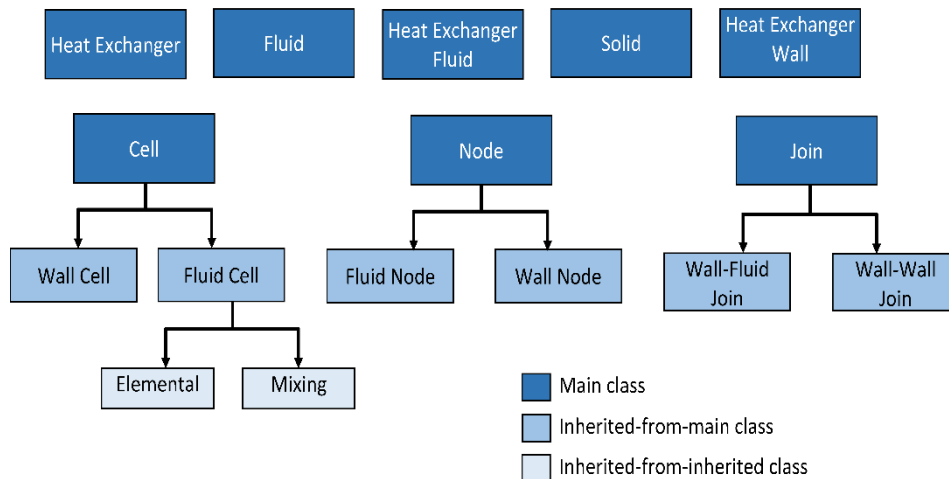 Heat Exchanger
Fluid
Heat Exchanger
Fluid
Solid
Heat Exchanger
Wall
Cell
Node
Join
Wall Cell
Fluid Cell
Fluid Node
Wall Node
Wall-Fluid
Join
Wall-Wall
Join
Elemental
Mixing
Main class
Inherited-from-main class
Inherited-from-inherited class